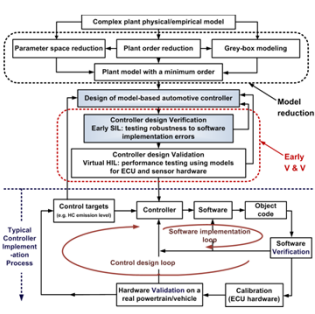 Complex plant physical/empirical model
Parameter space reduction
Plant order reduction
Grey-box modeling
Plant model with a minimum order
Model
reduction
Design of model-based automotive controller
Controller design Verification
Early SIL: testing robustness to software
implementation errors
Controller design Validation
Virtual HIL: performance testing using models
for ECU and sensor hardware
Early
V & V
Typical
Controller
Implement
-ation
Process
Control targets
(e.g. HC emission level)
Controller
Software
Object
code
Software implementation
loop
Software
Verification
Control design loop
Hardware Validation on a
real powertrain/vehicle
Calibration
(ECU hardware)